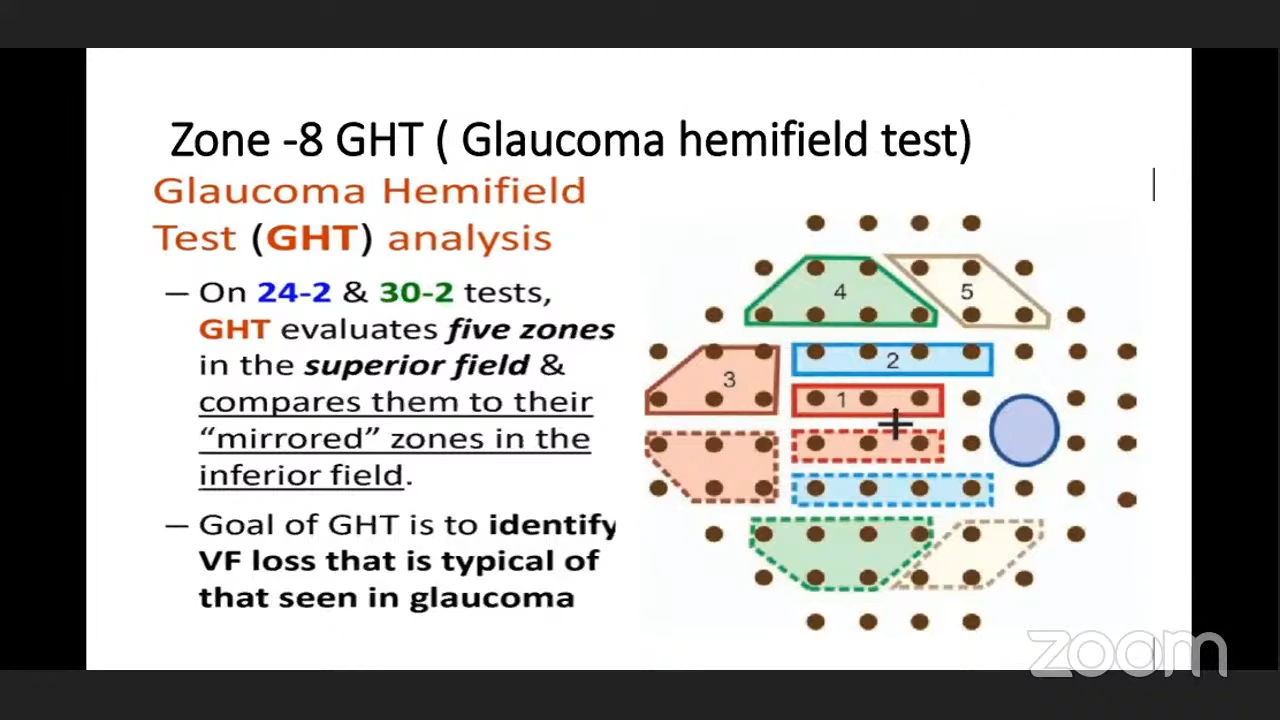 Zone -8 GHT ( Glaucoma hemifield test)
Glaucoma Hemifield
Test (GHT) analysis
– On 24-2 & 30-2 tests,
GHT evaluates five zones
in the superior field &
compares them to their
“mirrored” zones in the
inferior field.
– Goal of GHT is to identify
VF loss that is typical of
that seen in glaucoma
4
5
2
3
1
zoom